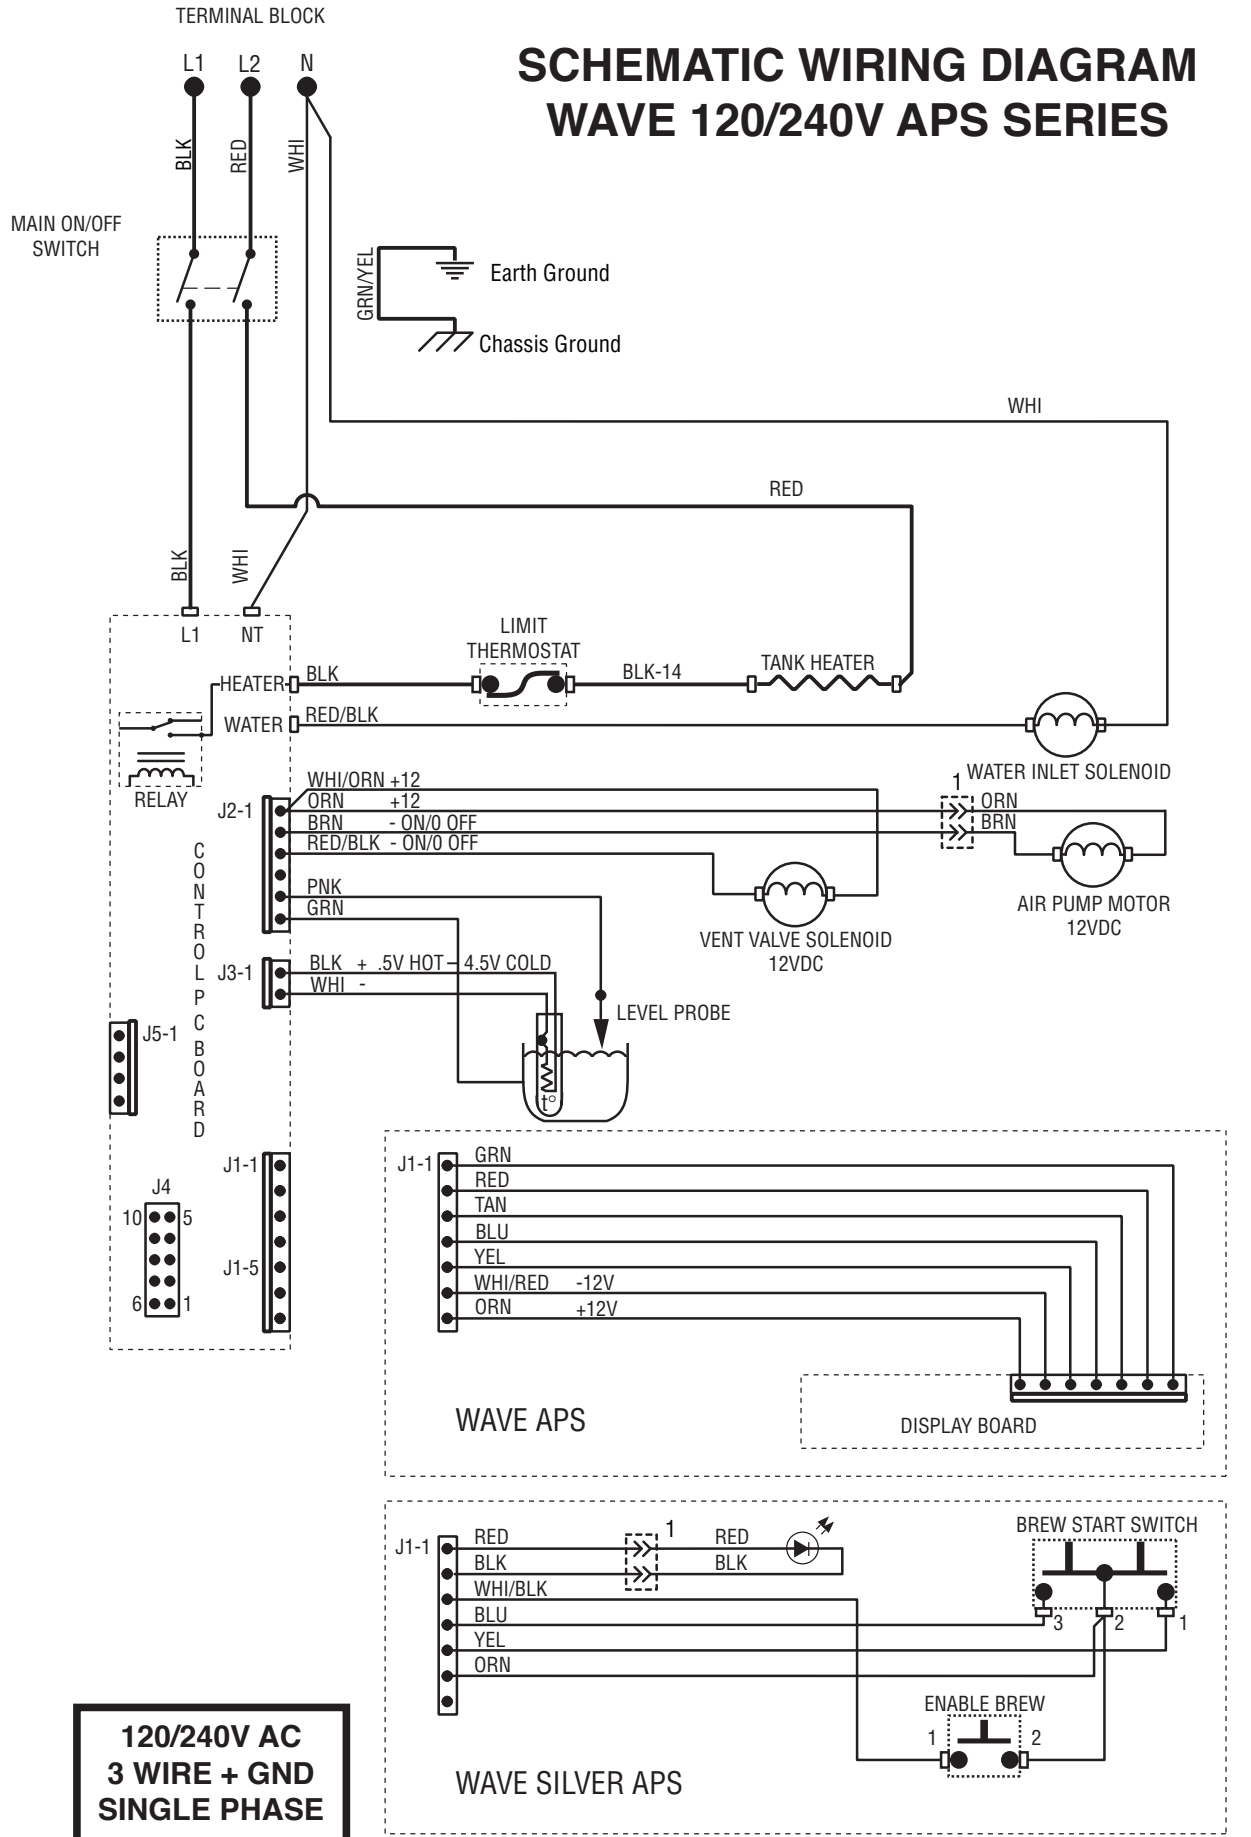 TERMINAL BLOCK
L1 L2 N
SCHEMATIC WIRING DIAGRAM
WAVE 120/240V APS SERIES
BLK
RED
WHI
MAIN ON/OFF
SWITCH
GRN/YEL
Earth Ground
Chassis Ground
WHI
RED
BLK
WHI
L1 NT
LIMIT
THERMOSTAT
HEATER
BLK
BLK-14
TANK HEATER
WATER
RED/BLK
WATER INLET SOLENOID
RELAY
J2-1
WHI/ORN +12
ORN +12
BRN - ON/0 OFF
RED/BLK - ON/0 OFF
PNK
GRN
1
ORN
BRN
AIR PUMP MOTOR
12VDC
VENT VALVE SOLENOID
12VDC
CONTROL PC BOARD
J3-1
BLK + .5V HOT – 4.5V COLD
WHI -
LEVEL PROBE
t°
J5-1
J1-1
J1-5
J4
10 5
6 1
J1-1
GRN
RED
TAN
BLU
YEL
WHI/RED -12V
ORN +12V
DISPLAY BOARD
WAVE APS
J1-1
RED
BLK
WHI/BLK
BLU
YEL
ORN
1
RED
BLK
BREW START SWITCH
3 2 1
ENABLE BREW
1 2
WAVE SILVER APS
120/240V AC
3 WIRE + GND
SINGLE PHASE